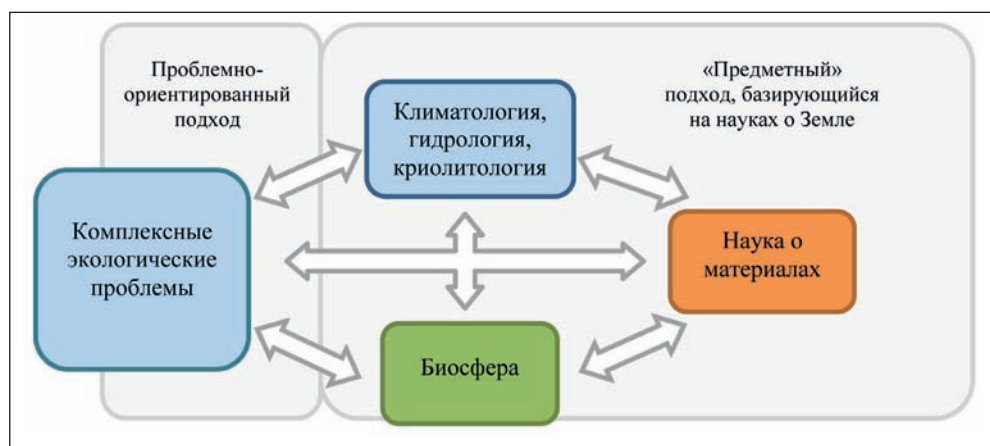 Проблемно-
ориентированный
подход
«Предметный»
подход, базирующийся
на науках о Земле
Климатология,
гидрология,
криолитология
Комплексные
экологические
проблемы
Наука о
материалах
Биосфера